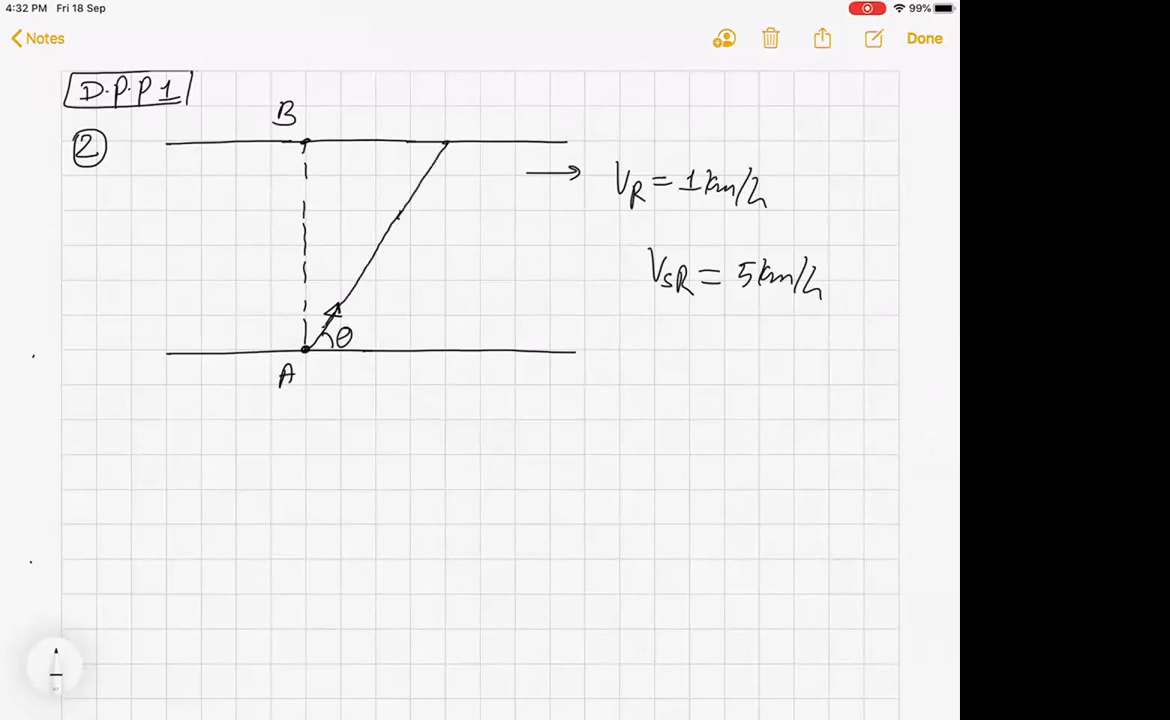 4:32 PM Fri 18 Sep
99%
Notes
Done
D.P.P 1
B
2
V_R = 1 km/h
V_SR = 5 km/h
θ
A